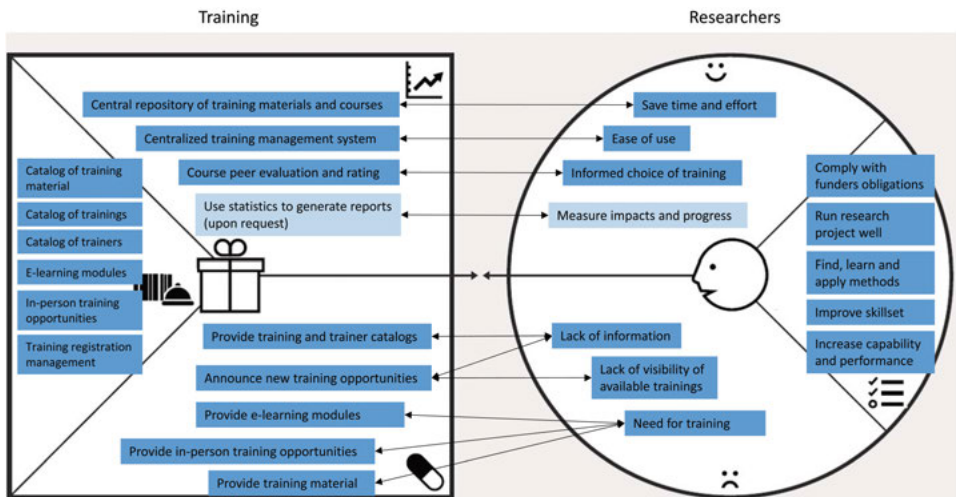 Training
Researchers
Central repository of training materials and courses
Save time and effort
Centralized training management system
Ease of use
Course peer evaluation and rating
Informed choice of training
Use statistics to generate reports
(upon request)
Measure impacts and progress
Catalog of training
material
Catalog of trainings
Catalog of trainers
E-learning modules
In-person training
opportunities
Training registration
management
Comply with
funders obligations
Run research
project well
Find, learn and
apply methods
Improve skillset
Increase capability
and performance
Provide training and trainer catalogs
Lack of information
Announce new training opportunities
Lack of visibility of
available trainings
Provide e-learning modules
Need for training
Provide in-person training opportunities
Provide training material